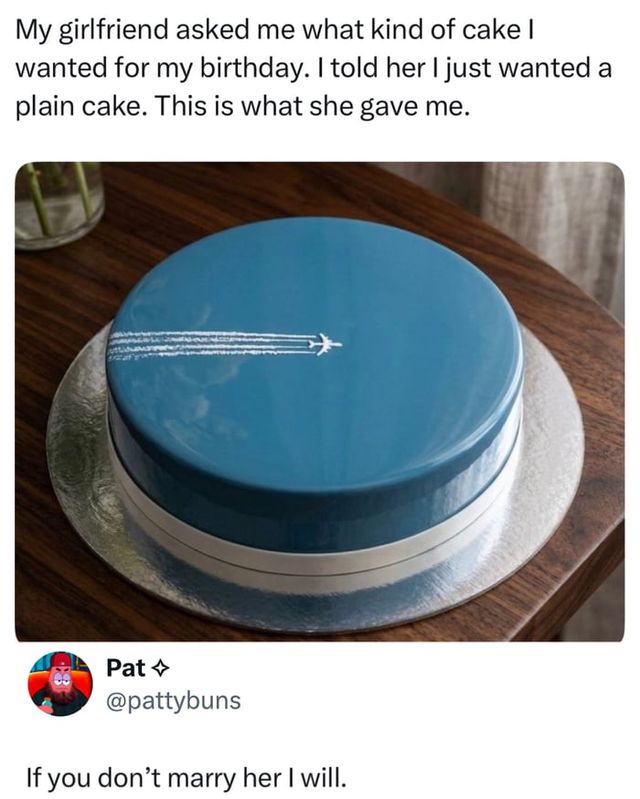 My girlfriend asked me what kind of cake I
wanted for my birthday. I told her I just wanted a
plain cake. This is what she gave me.
Pat ✧
@pattybuns
If you don’t marry her I will.